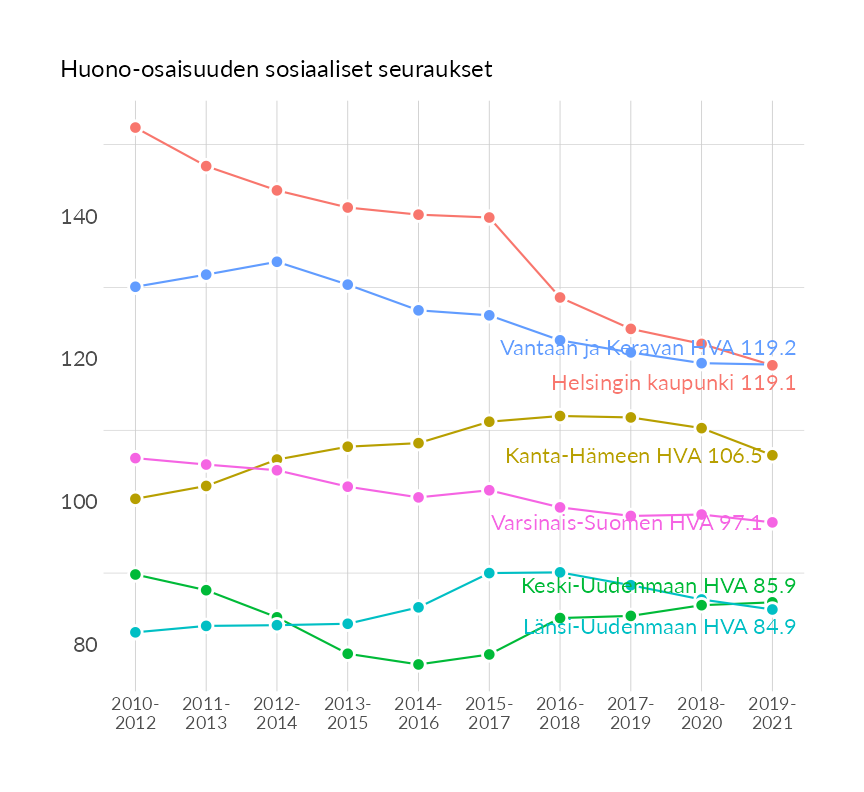 Huono-osaisuuden sosiaaliset seuraukset
140
120
100
80
Vantaan ja Keravan HVA 119.2
Helsingin kaupunki 119.1
Kanta-Hämeen HVA 106.5
Varsinais-Suomen HVA 97.1
Keski-Uudenmaan HVA 85.9
Länsi-Uudenmaan HVA 84.9
2010- 2011- 2012- 2013- 2014- 2015- 2016- 2017- 2018- 2019-
2012 2013 2014 2015 2016 2017 2018 2019 2020 2021